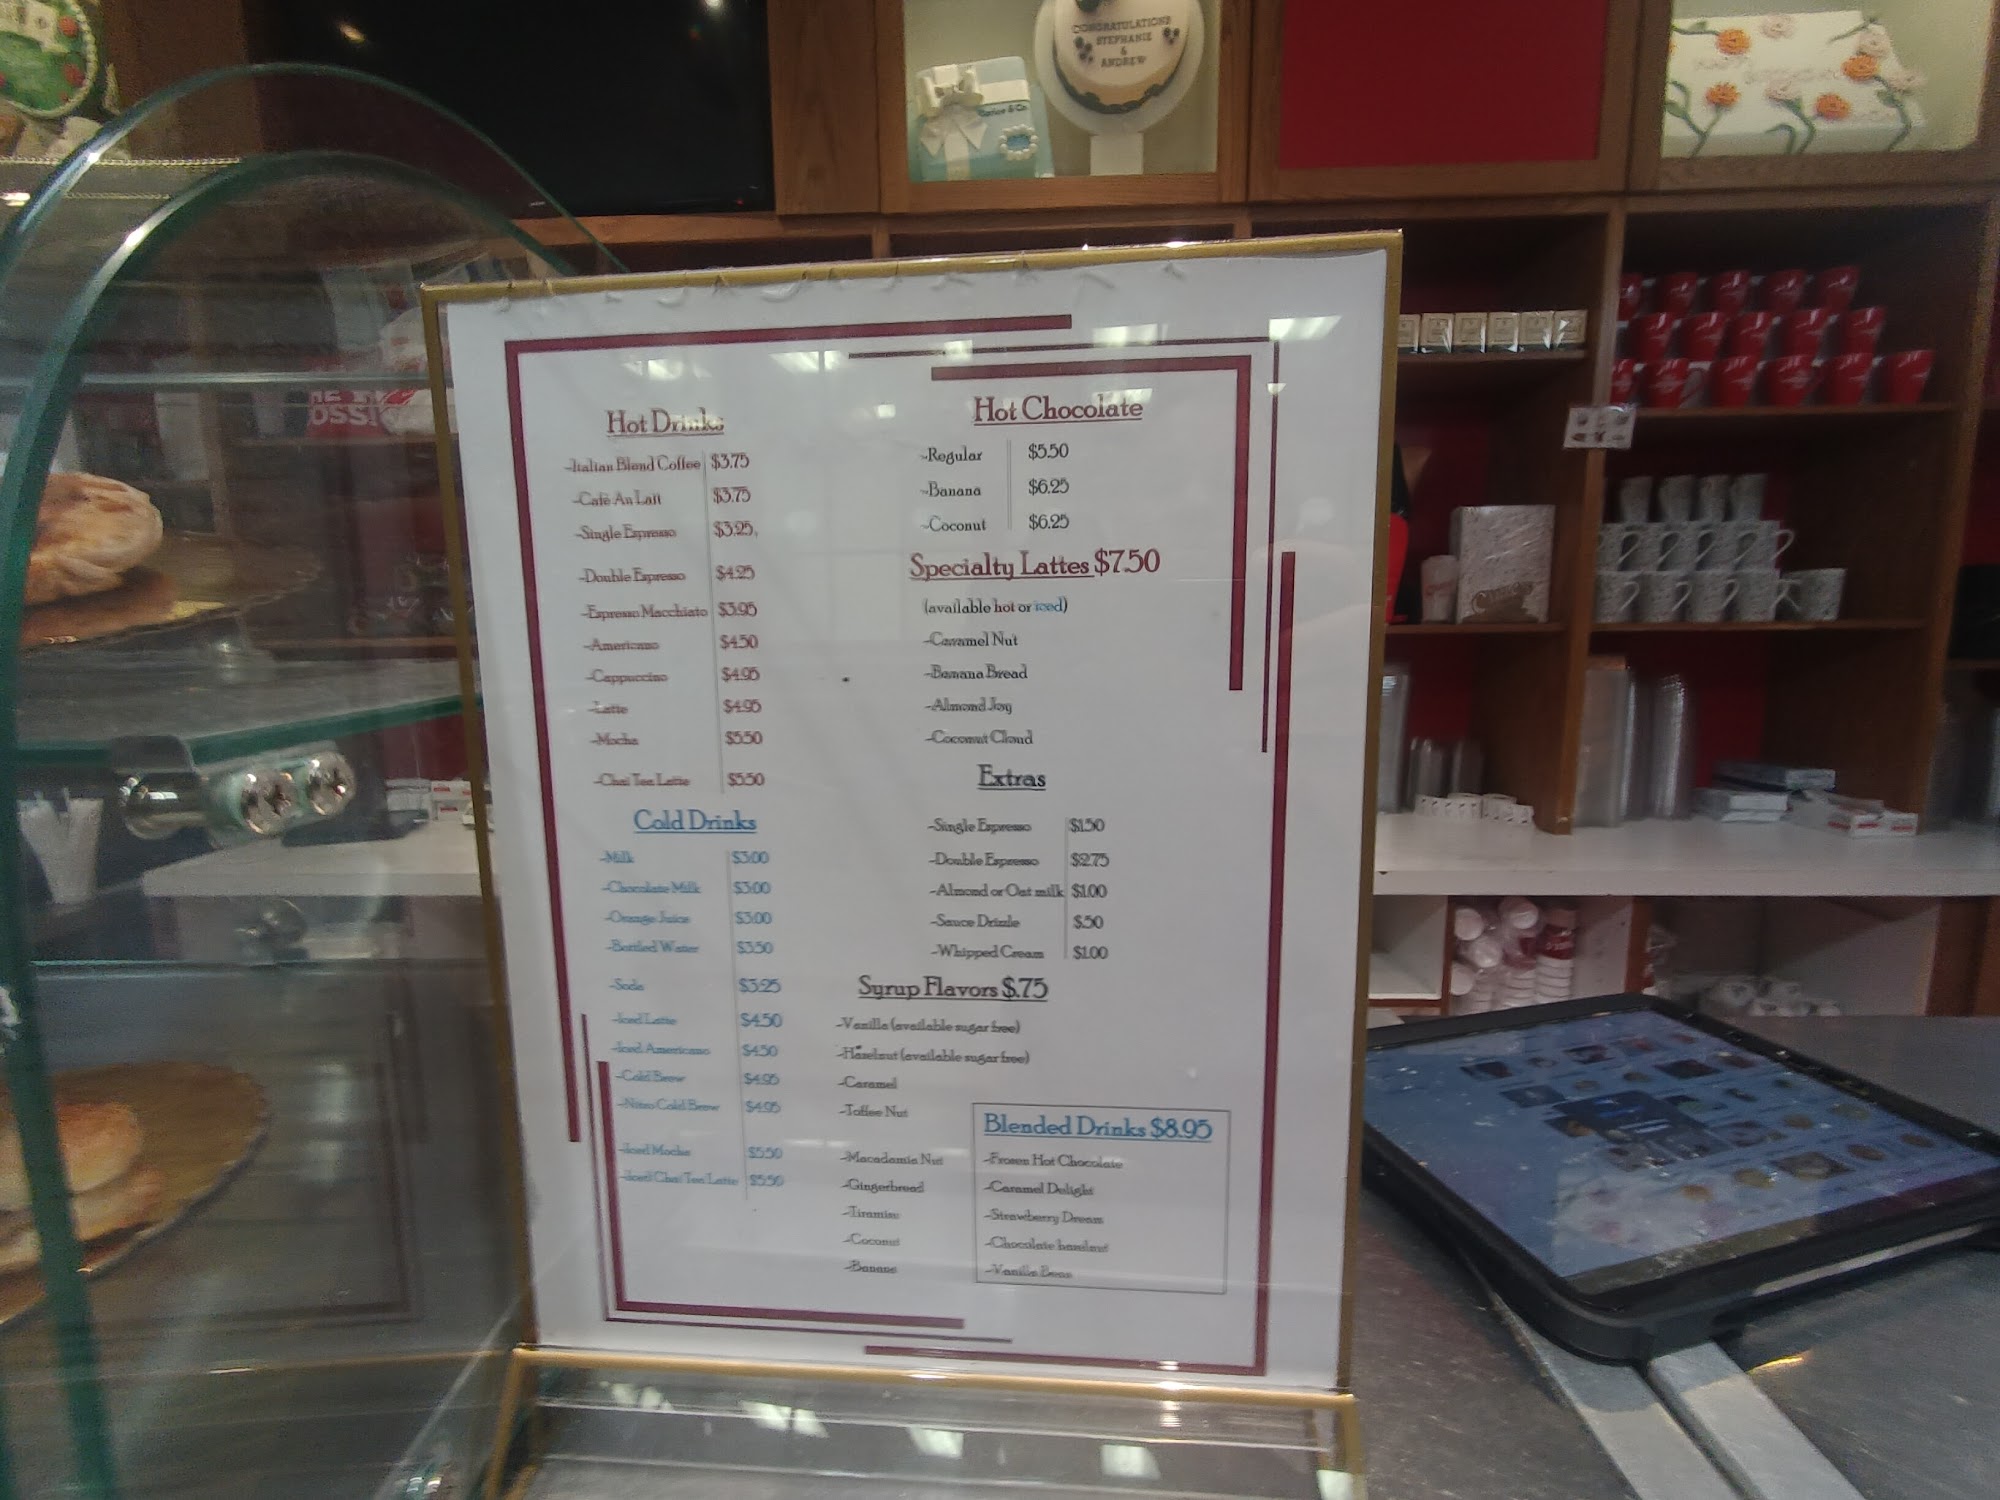 CONGRATULATIONS
STEPHANIE
&
ANDREW
& Co.
Hot Drinks
-Italian Blend Coffee $3.75
-Café Au Lait $3.75
-Single Espresso $3.25
-Double Espresso $4.25
-Espresso Macchiato $3.95
-Americano $4.50
-Cappuccino $4.95
-Latte $4.95
-Mocha $5.50
-Chai Tea Latte $5.50
Cold Drinks
-Milk $3.00
-Chocolate Milk $3.00
-Orange Juice $3.00
-Bottled Water $3.50
-Soda $3.25
-Iced Latte $4.50
-Iced Americano $4.50
-Cold Brew $4.95
-Nitro Cold Brew $4.95
-Iced Mocha $5.50
-Iced Chai Tea Latte $5.50
Hot Chocolate
-Regular $5.50
-Banana $6.25
-Coconut $6.25
Specialty Lattes $7.50
(available hot or iced)
-Caramel Nut
-Banana Bread
-Almond Joy
-Coconut Cloud
Extras
-Single Espresso $1.50
-Double Espresso $2.75
-Almond or Oat milk $1.00
-Sauce Drizzle $.50
-Whipped Cream $1.00
Syrup Flavors $.75
-Vanilla (available sugar free)
-Hazelnut (available sugar free)
-Caramel
-Toffee Nut
-Macadamia Nut
-Gingerbread
-Tiramisu
-Coconut
-Banana
Blended Drinks $8.95
-Frozen Hot Chocolate
-Caramel Delight
-Strawberry Dream
-Chocolate hazelnut
-Vanilla Bean